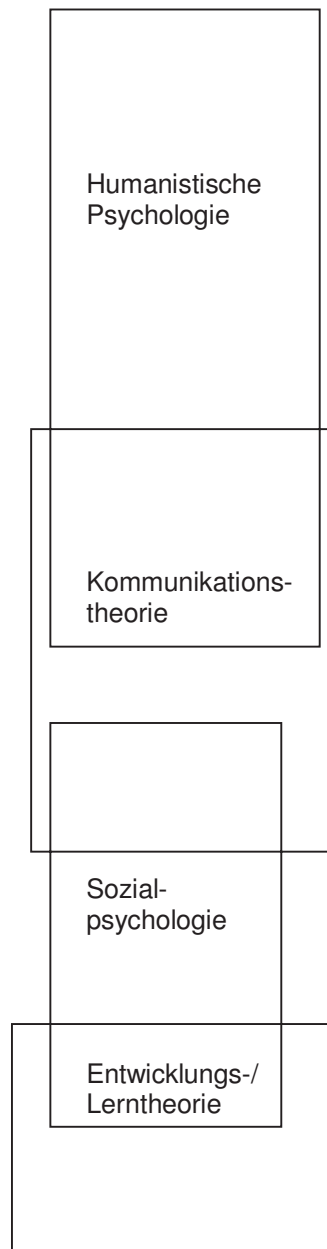 Humanistische
Psychologie
Kommunikations-
theorie
Sozial-
psychologie
Entwicklungs-/
Lerntheorie